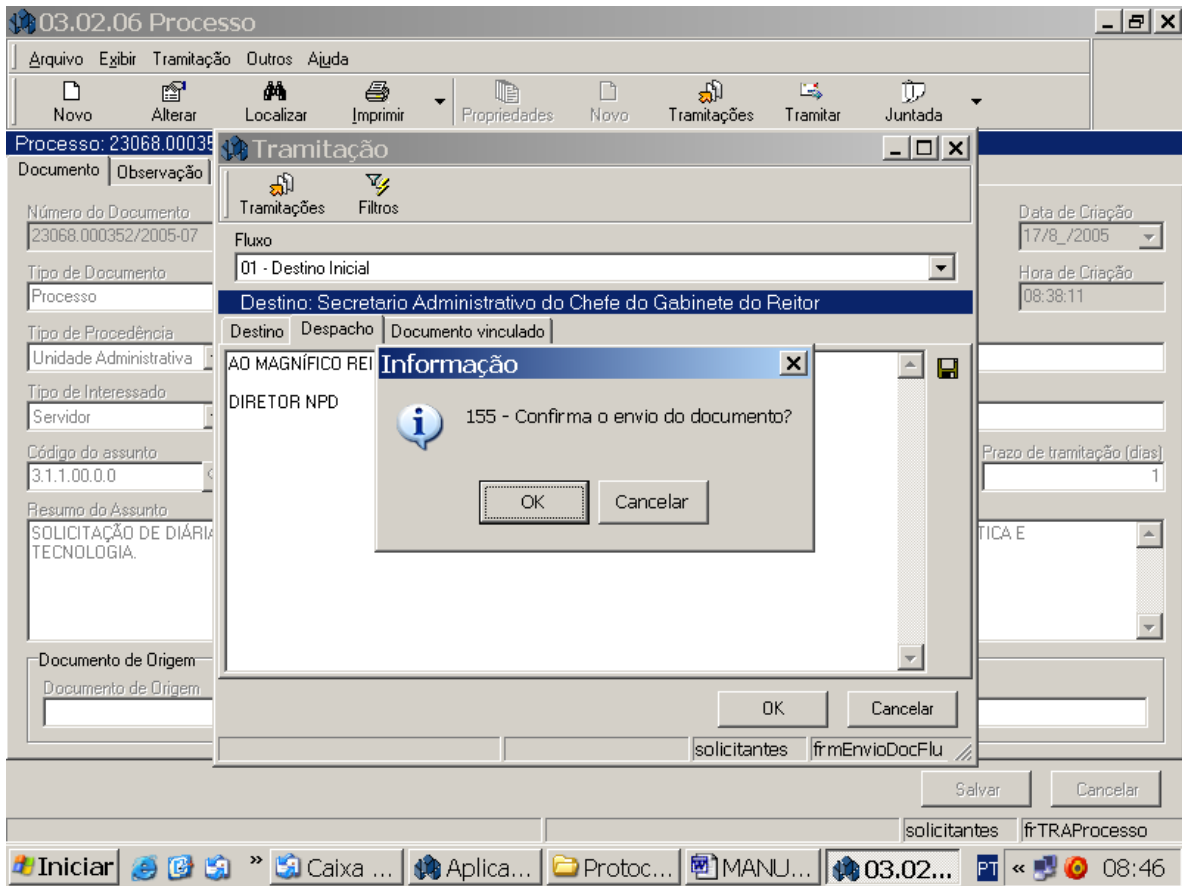 03.02.06 Processo
Arquivo Exibir Tramitação Outros Ajuda
Novo Alterar Localizar Imprimir Propriedades Novo Tramitações Tramitar Juntada
Processo: 23068.00035
Documento Observação
Número do Documento
23068.000352/2005-07
Tipo de Documento
Processo
Tipo de Procedência
Unidade Administrativa
Tipo de Interessado
Servidor
Código do assunto
3.1.1.00.0.0
Resumo do Assunto
SOLICITAÇÃO DE DIÁRIA
TECNOLOGIA.
Documento de Origem
Documento de Origem
Data de Criação
17/8_/2005
Hora de Criação
08:38:11
Prazo de tramitação (dias)
1
TICA E
Tramitação
Tramitações Filtros
Fluxo
01 - Destino Inicial
Destino: Secretario Administrativo do Chefe do Gabinete do Reitor
Destino Despacho Documento vinculado
AO MAGNÍFICO REI
DIRETOR NPD
Informação
155 - Confirma o envio do documento?
OK Cancelar
OK Cancelar
solicitantes frmEnvioDocFlu
Salvar Cancelar
solicitantes frTRAProcesso
Iniciar » Caixa ... Aplica... Protoc... MANU... 03.02... PT « 08:46